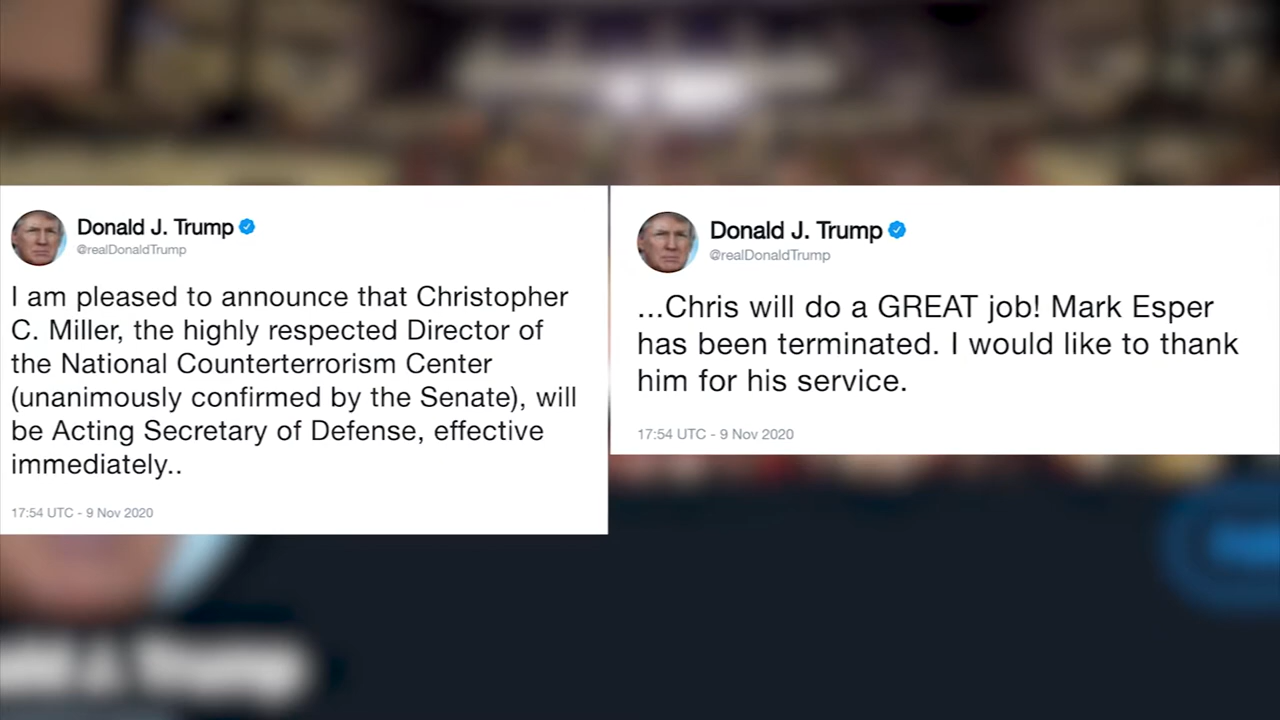 Donald J. Trump
@realDonaldTrump
I am pleased to announce that Christopher
C. Miller, the highly respected Director of
the National Counterterrorism Center
(unanimously confirmed by the Senate), will
be Acting Secretary of Defense, effective
immediately..
17:54 UTC - 9 Nov 2020
Donald J. Trump
@realDonaldTrump
...Chris will do a GREAT job! Mark Esper
has been terminated. I would like to thank
him for his service.
17:54 UTC - 9 Nov 2020